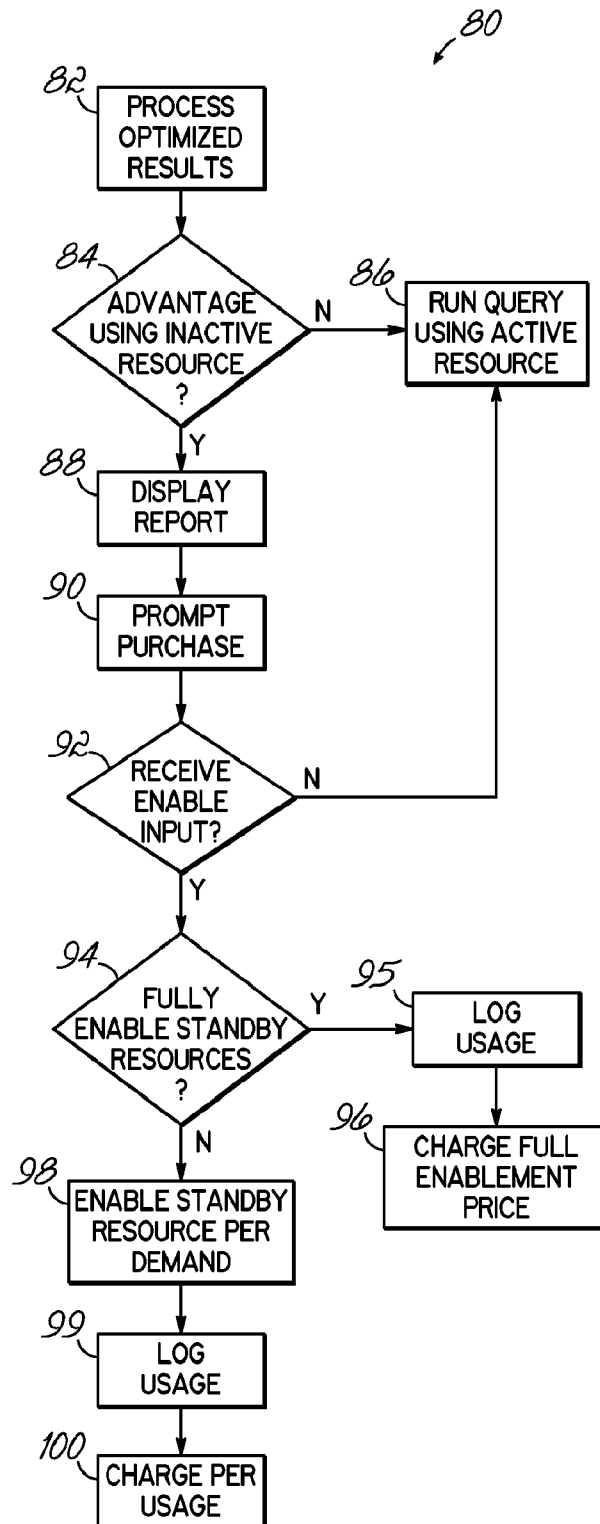 80
82
PROCESS
OPTIMIZED
RESULTS
84
ADVANTAGE
USING INACTIVE
RESOURCE
?
N
86
RUN QUERY
USING ACTIVE
RESOURCE
Y
88
DISPLAY
REPORT
90
PROMPT
PURCHASE
92
RECEIVE
ENABLE
INPUT?
N
Y
94
FULLY
ENABLE STANDBY
RESOURCES
?
Y
95
LOG
USAGE
96
CHARGE FULL
ENABLEMENT
PRICE
N
98
ENABLE STANDBY
RESOURCE PER
DEMAND
99
LOG
USAGE
100
CHARGE PER
USAGE